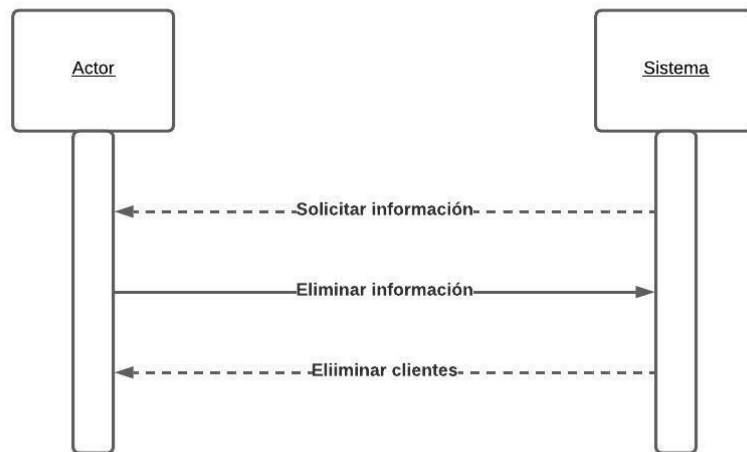 Actor
Sistema
Solicitar información
Eliminar información
Eliiminar clientes